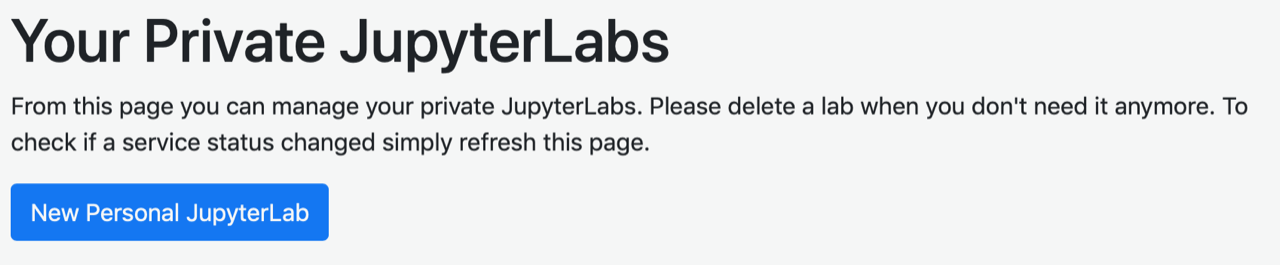 Your Private JupyterLabs
From this page you can manage your private JupyterLabs. Please delete a lab when you don't need it anymore. To
check if a service status changed simply refresh this page.
New Personal JupyterLab